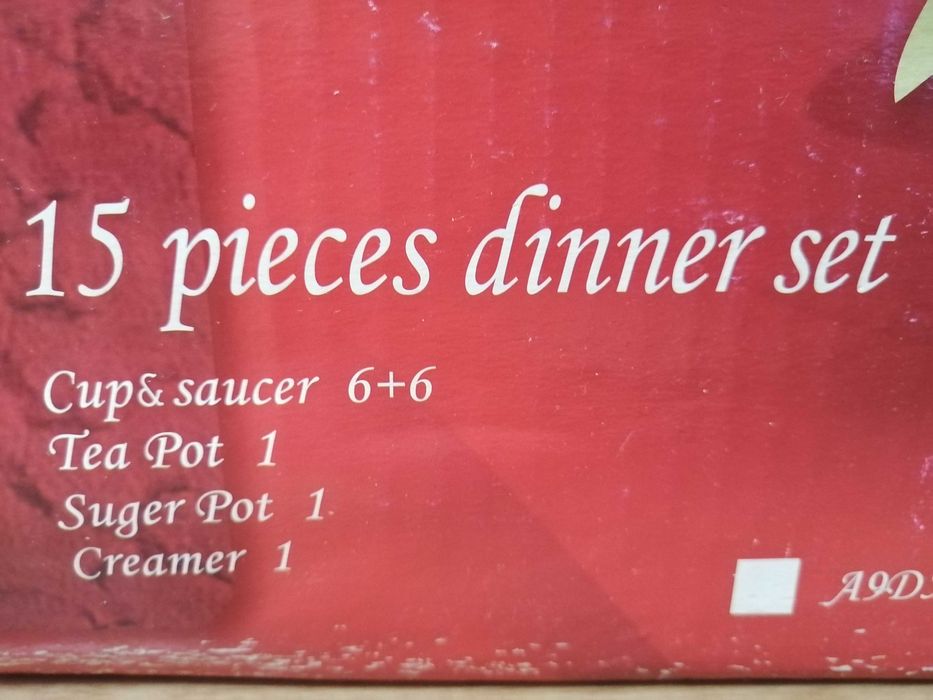 15 pieces dinner set
Cup& saucer 6+6
Tea Pot 1
Suger Pot 1
Creamer 1